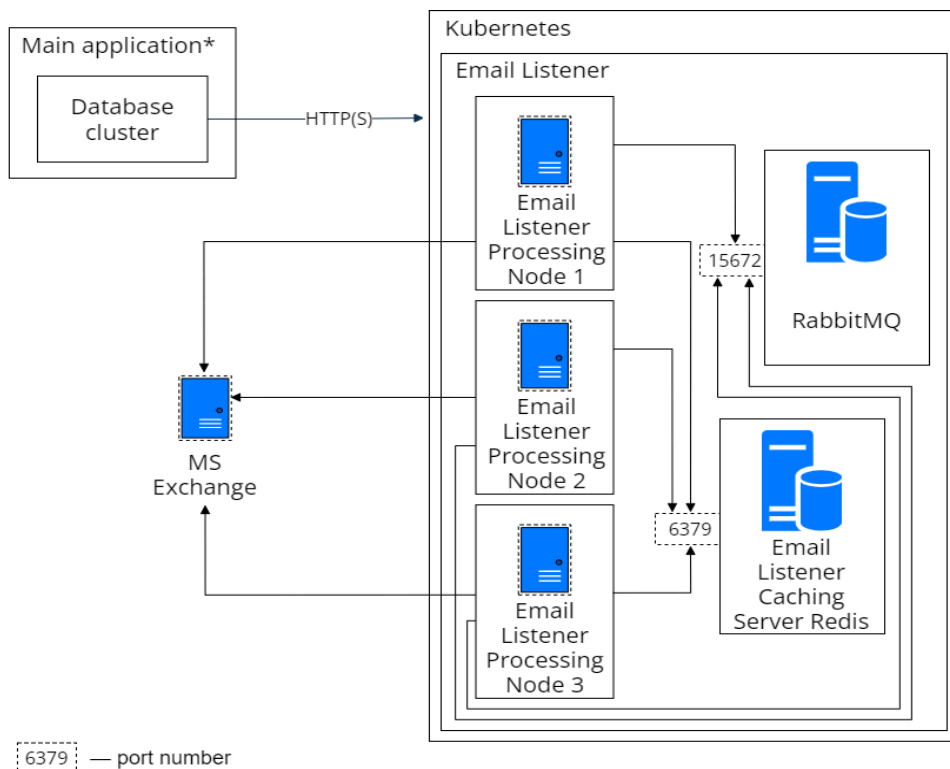 Kubernetes
Main application*
Database
cluster
HTTP(S)
Email Listener
Email
Listener
Processing
Node 1
15672
RabbitMQ
Email
Listener
Processing
Node 2
MS
Exchange
6379
Email
Listener
Caching
Server Redis
Email
Listener
Processing
Node 3
6379 — port number